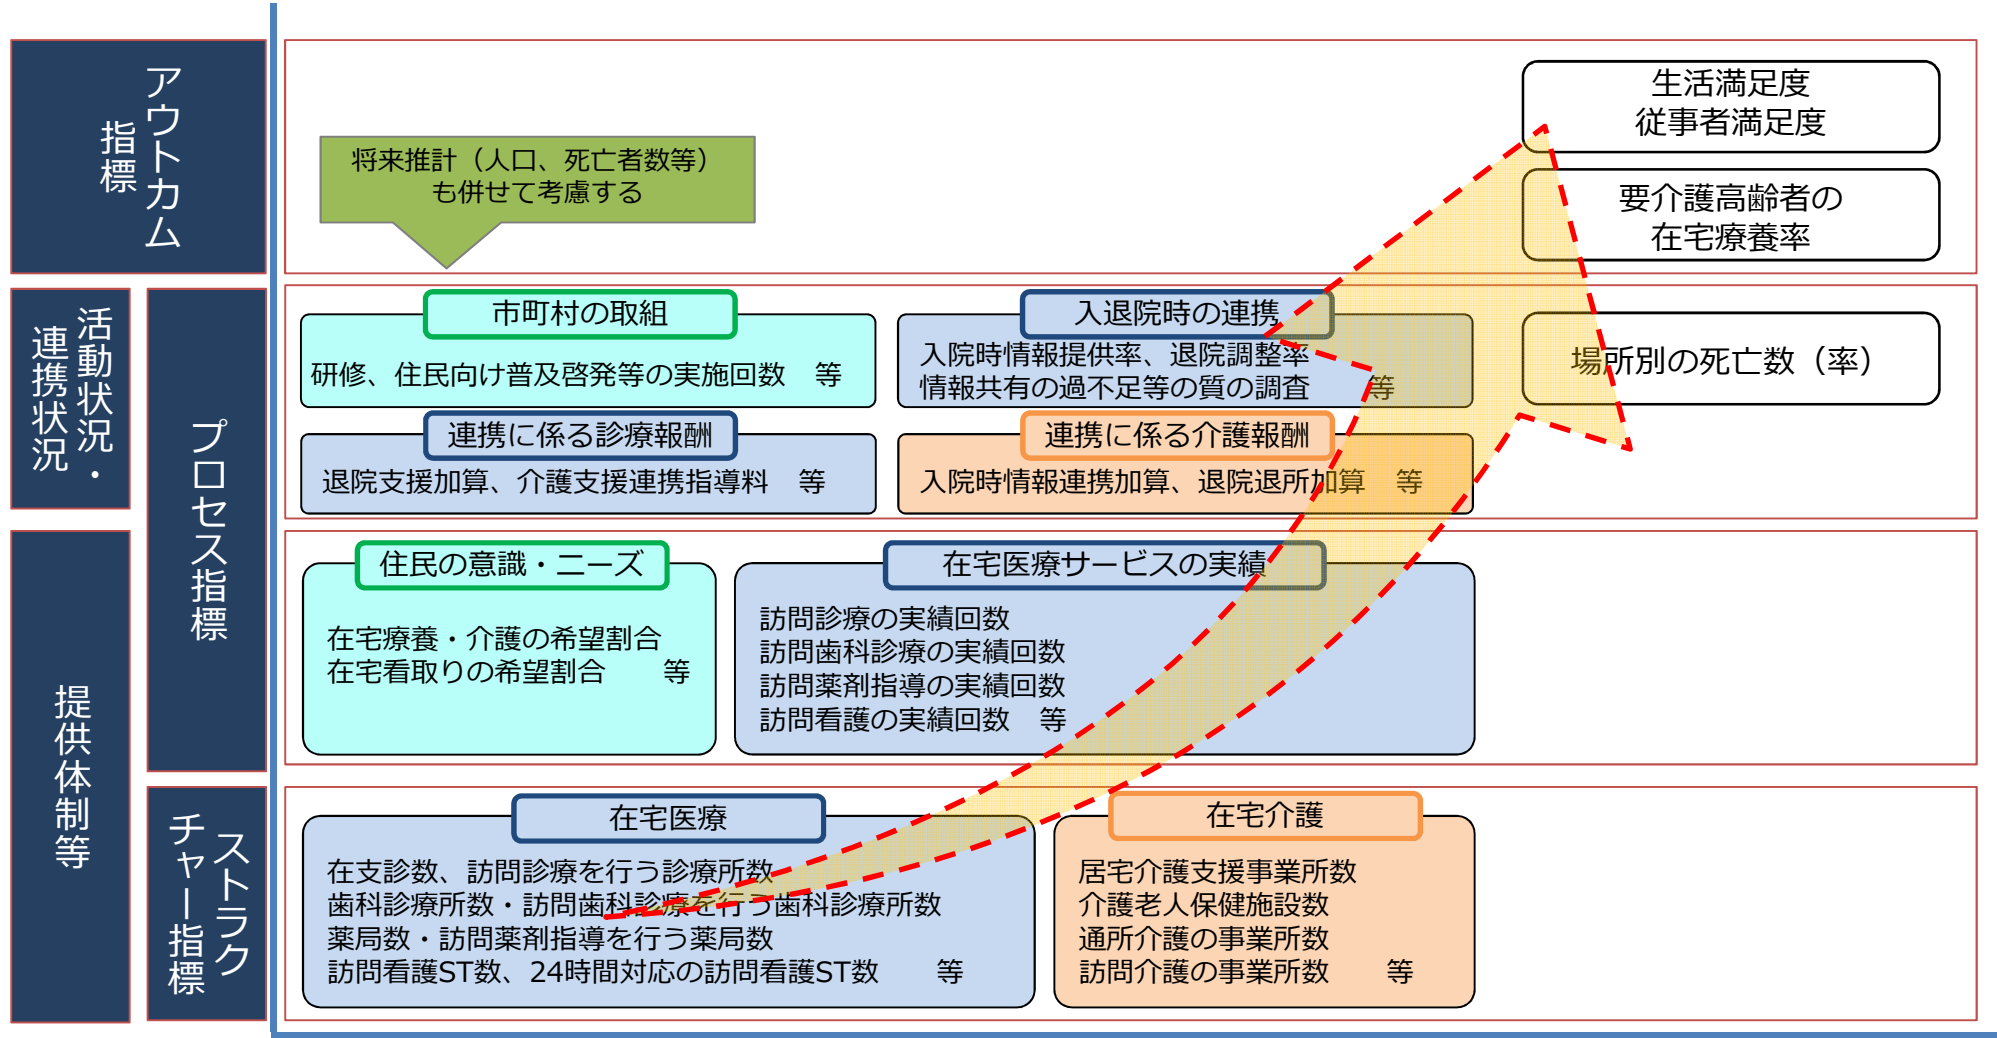 アウトカム
指標
将来推計（人口、死亡者数等）
も併せて考慮する
生活満足度
従事者満足度
要介護高齢者の
在宅療養率
活動状況・
連携状況
プロセス指標
市町村の取組
研修、住民向け普及啓発等の実施回数　等
入退院時の連携
入院時情報提供率、退院調整率
情報共有の過不足等の質の調査　　等
場所別の死亡数（率）
連携に係る診療報酬
退院支援加算、介護支援連携指導料　等
連携に係る介護報酬
入院時情報連携加算、退院退所加算　等
提供体制等
住民の意識・ニーズ
在宅療養・介護の希望割合
在宅看取りの希望割合　　等
在宅医療サービスの実績
訪問診療の実績回数
訪問歯科診療の実績回数
訪問薬剤指導の実績回数
訪問看護の実績回数　等
ストラク
チャー指標
在宅医療
在支診数、訪問診療を行う診療所数
歯科診療所数・訪問歯科診療を行う歯科診療所数
薬局数・訪問薬剤指導を行う薬局数
訪問看護ST数、24時間対応の訪問看護ST数　　等
在宅介護
居宅介護支援事業所数
介護老人保健施設数
通所介護の事業所数
訪問介護の事業所数　　等